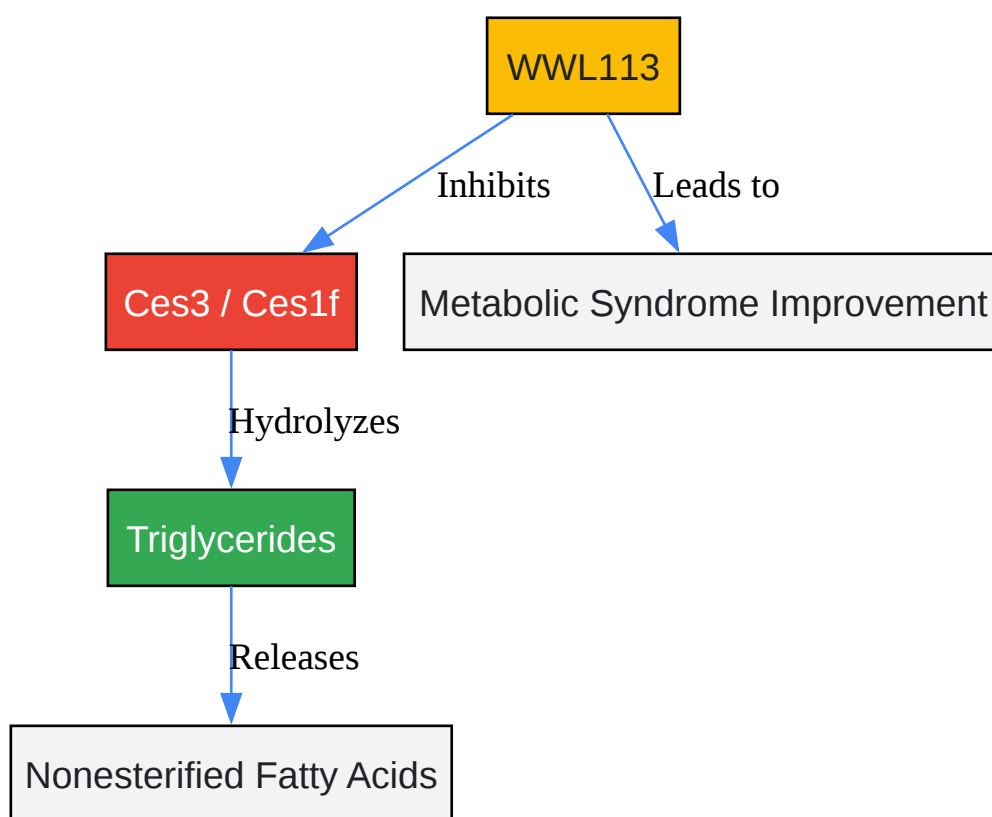 WWL113
Inhibits
Leads to
Ces3 / Ces1f
Metabolic Syndrome Improvement
Hydrolyzes
Triglycerides
Releases
Nonesterified Fatty Acids